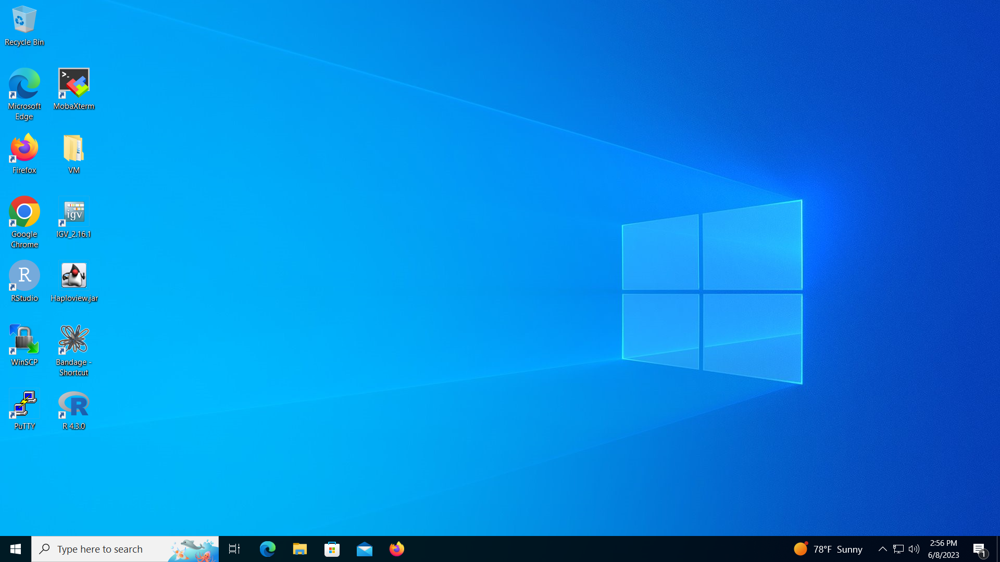 Recycle Bin
Microsoft
Edge
>_
MobaXterm
Firefox
VM
Google
Chrome
igv
IGV_2.16.1
R
RStudio
Haploview.jar
WinSCP
Bandage -
Shortcut
PuTTY
R
R 4.3.0
Type here to search
78°F Sunny
2:56 PM
6/8/2023
1